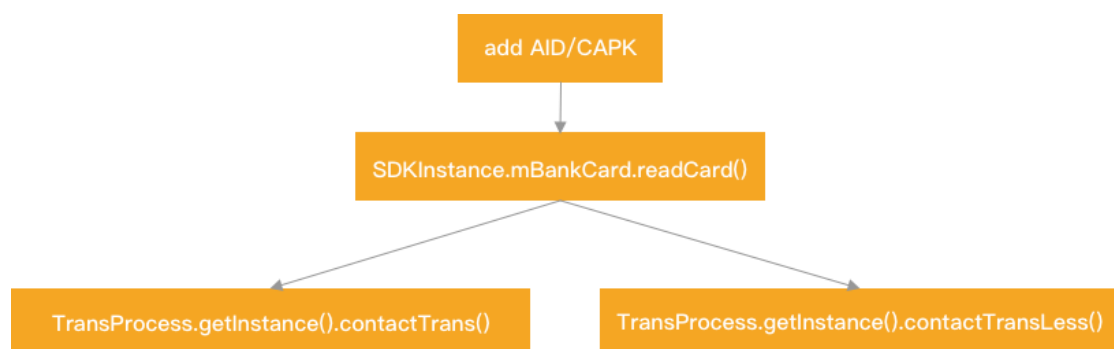 add AID/CAPK
SDKInstance.mBankCard.readCard()
TransProcess.getInstance().contactTrans()
TransProcess.getInstance().contactTransLess()